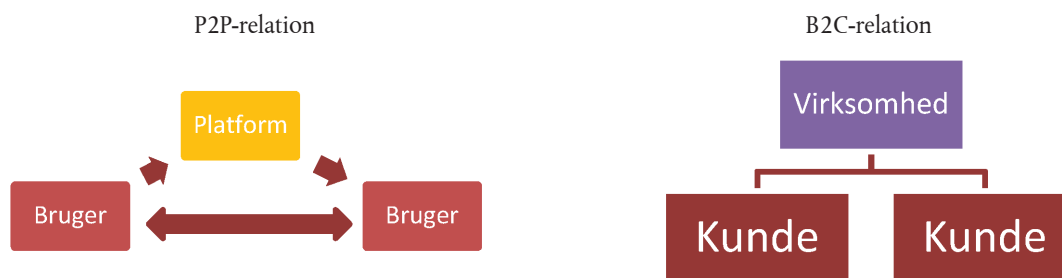 P2P-relation
Platform
Bruger
Bruger
B2C-relation
Virksomhed
Kunde
Kunde